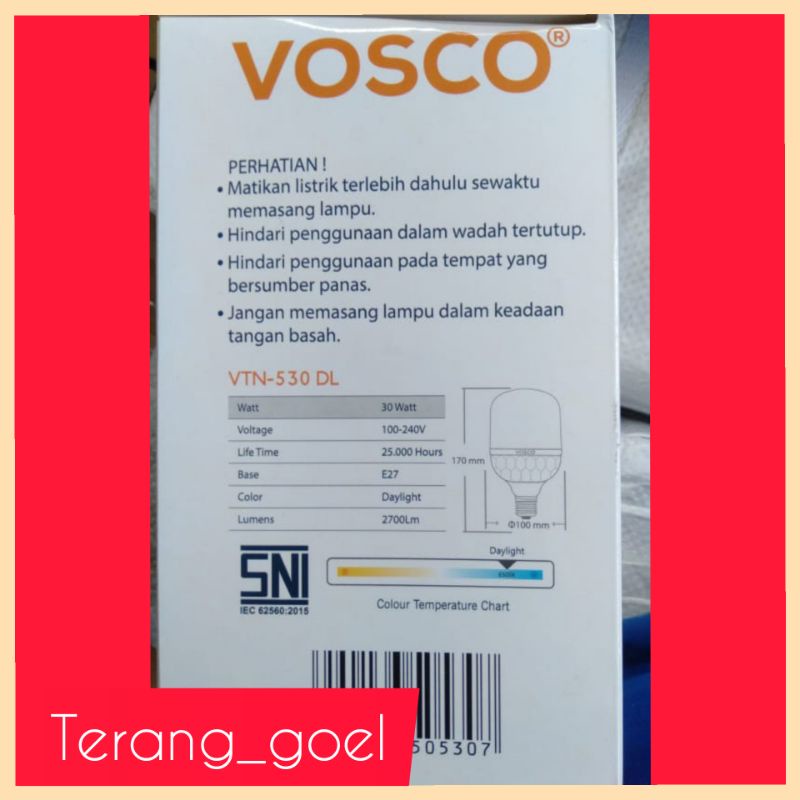 VOSCO®
PERHATIAN !
• Matikan listrik terlebih dahulu sewaktu
memasang lampu.
• Hindari penggunaan dalam wadah tertutup.
• Hindari penggunaan pada tempat yang
bersumber panas.
• Jangan memasang lampu dalam keadaan
tangan basah.
VTN-530 DL
Watt 30 Watt
Voltage 100-240V
Life Time 25.000 Hours
Base E27
Color Daylight
Lumens 2700Lm
VOSCO
170 mm
Φ100 mm
SNI
IEC 62560:2015
Daylight
6500K
Colour Temperature Chart
505307
Terang_goel